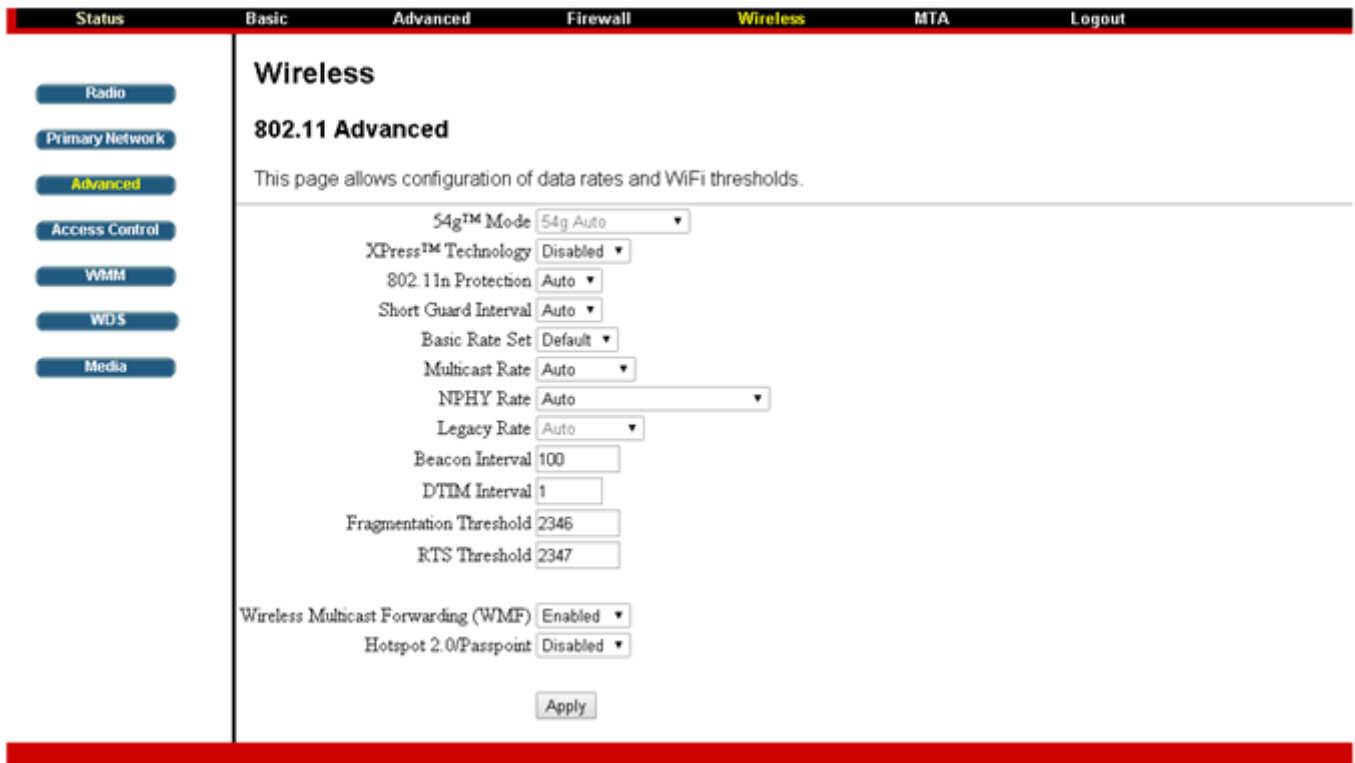 Status Basic Advanced Firewall Wireless MTA Logout
Radio
Primary Network
Advanced
Access Control
WMM
WDS
Media
Wireless
802.11 Advanced
This page allows configuration of data rates and WiFi thresholds.
54g™ Mode 54g Auto
XPress™ Technology Disabled
802.11n Protection Auto
Short Guard Interval Auto
Basic Rate Set Default
Multicast Rate Auto
NPHY Rate Auto
Legacy Rate Auto
Beacon Interval 100
DTIM Interval 1
Fragmentation Threshold 2346
RTS Threshold 2347
Wireless Multicast Forwarding (WMF) Enabled
Hotspot 2.0/Passpoint Disabled
Apply